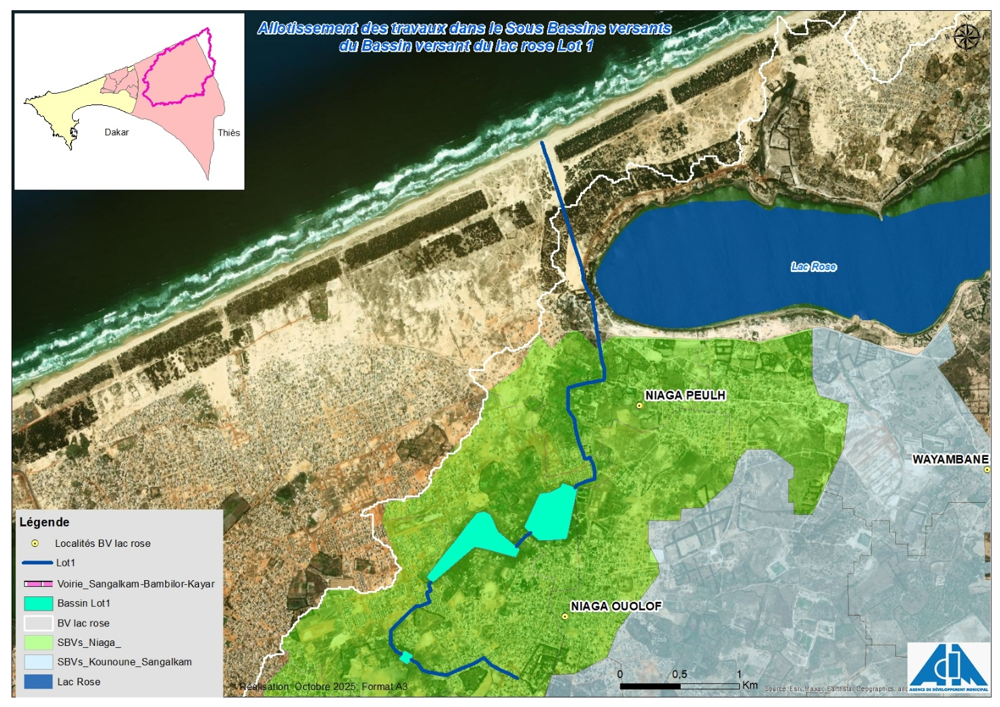 Allotissement des travaux dans le Sous Bassins versants
du Bassin versant du lac rose Lot 1
N
W
S
Dakar
Thiès
Lac Rose
NIAGA PEULH
WAYAMBANE
NIAGA OUOLOF
Légende
Localités BV lac rose
Lot1
Voirie_Sangalkam-Bambilor-Kayar
Bassin Lot1
BV lac rose
SBVs_Niaga_
SBVs_Kounoune_Sangalkam
Lac Rose
Réalisation: Octobre 2025; Format A3
0 0,5 1
Km
Source: Esri, Maxar, Earthstar Geographics, and
ADM
AGENCE DE DÉVELOPPEMENT MUNICIPAL